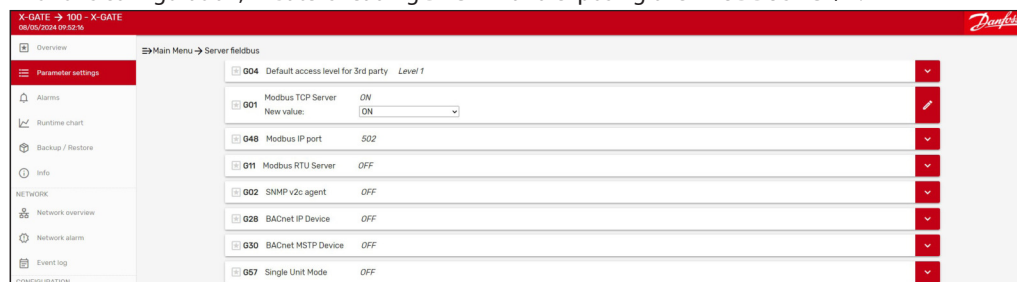 X-GATE → 100 - X-GATE
08/05/2024 09:52:16
Danfoss
Overview
Main Menu → Server fieldbus
G04 Default access level for 3rd party Level 1
Parameter settings
Alarms
G01 Modbus TCP Server ON
New value: ON
Runtime chart
G48 Modbus IP port 502
Backup / Restore
G11 Modbus RTU Server OFF
Info
G02 SNMP v2c agent OFF
NETWORK
Network overview
G28 BACnet IP Device OFF
Network alarm
G30 BACnet MSTP Device OFF
Event log
G57 Single Unit Mode OFF
CONFIGURATION